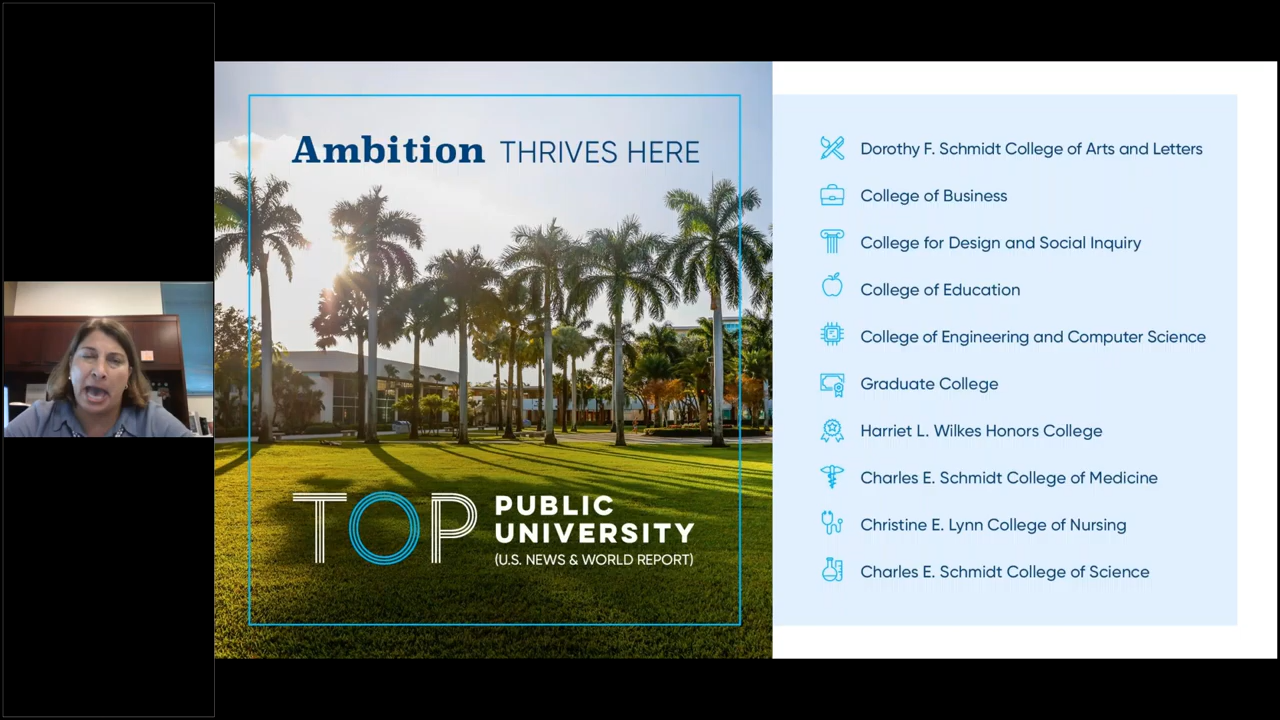 Ambition THRIVES HERE
TOP PUBLIC
UNIVERSITY
(U.S. NEWS & WORLD REPORT)
Dorothy F. Schmidt College of Arts and Letters
College of Business
College for Design and Social Inquiry
College of Education
College of Engineering and Computer Science
Graduate College
Harriet L. Wilkes Honors College
Charles E. Schmidt College of Medicine
Christine E. Lynn College of Nursing
Charles E. Schmidt College of Science